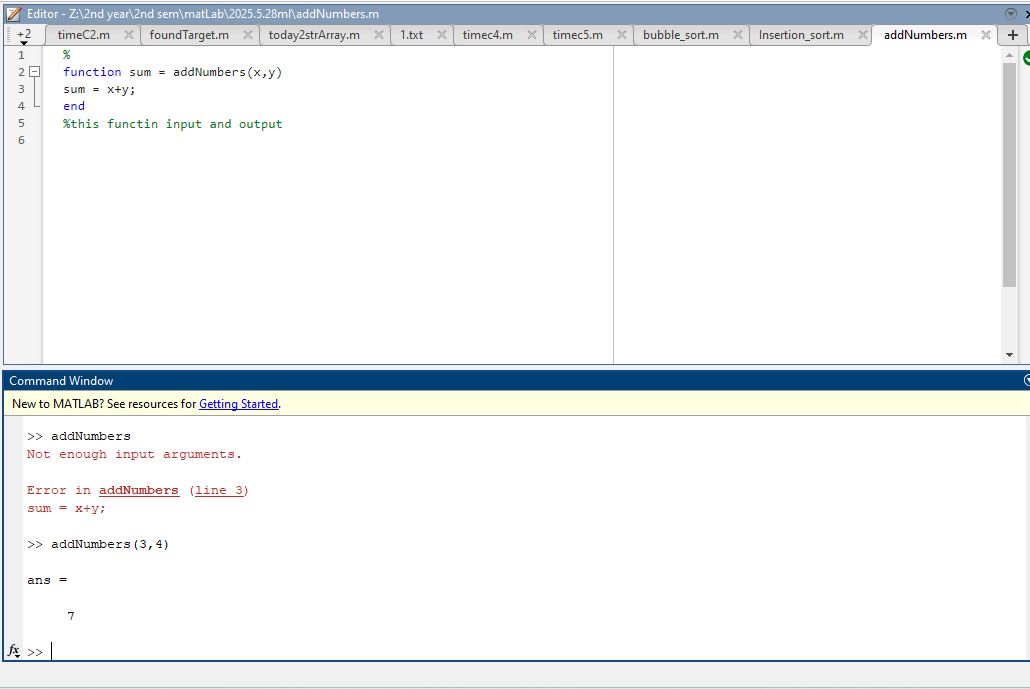 Editor - Z:\2nd year\2nd sem\matLab\2025.5.28ml\addNumbers.m
+2 timeC2.m foundTarget.m today2strArray.m 1.txt timec4.m timec5.m bubble_sort.m Insertion_sort.m addNumbers.m +
1 %
2 function sum = addNumbers(x,y)
3 sum = x+y;
4 end
5 %this functin input and output
6
Command Window
New to MATLAB? See resources for Getting Started.
>> addNumbers
Not enough input arguments.
Error in addNumbers (line 3)
sum = x+y;
>> addNumbers(3,4)
ans =
7
fx >>